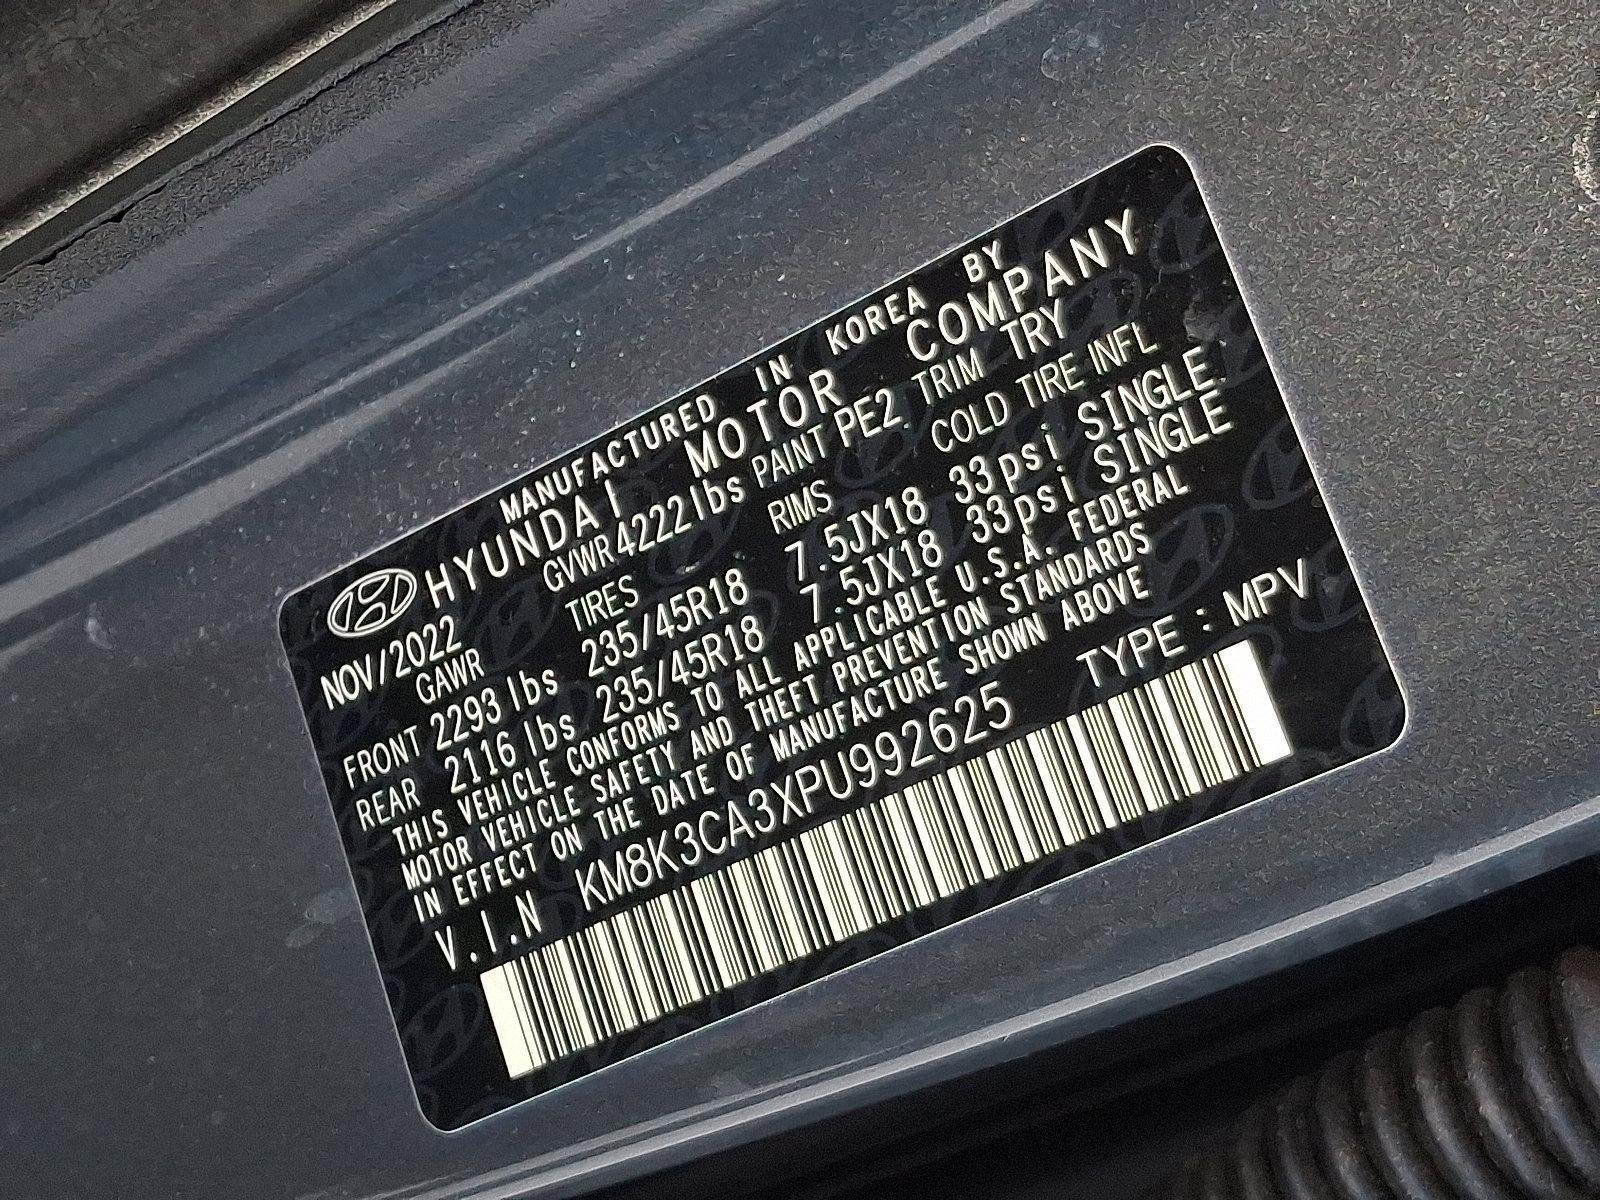 MANUFACTURED IN KOREA BY
HYUNDAI MOTOR COMPANY
NOV/2022 GVWR 4222lbs PAINT PE2 TRIM TRY
GAWR TIRES RIMS COLD TIRE INFL
FRONT 2293 lbs 235/45R18 7.5JX18 33psi SINGLE
REAR 2116 lbs 235/45R18 7.5JX18 33psi SINGLE
THIS VEHICLE CONFORMS TO ALL APPLICABLE U.S.A. FEDERAL
MOTOR VEHICLE SAFETY AND THEFT PREVENTION STANDARDS
IN EFFECT ON THE DATE OF MANUFACTURE SHOWN ABOVE
V.I.N KM8K3CA3XPU992625 TYPE : MPV